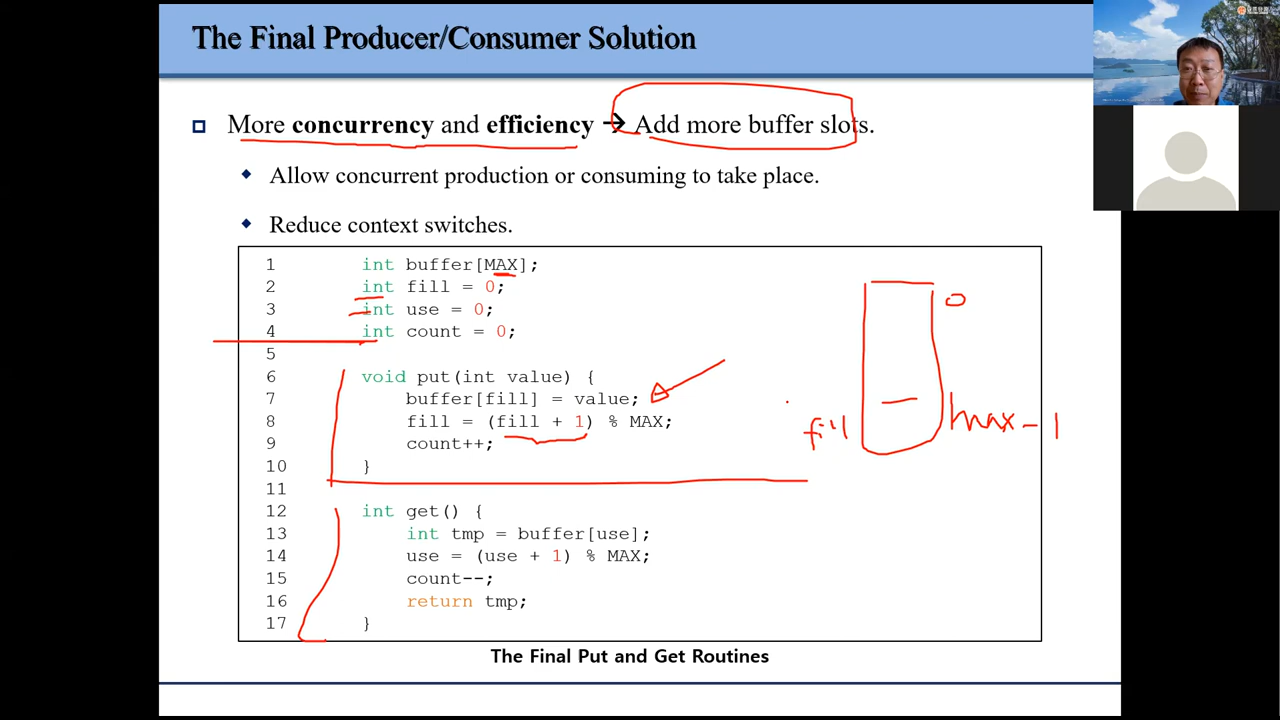 The Final Producer/Consumer Solution
More concurrency and efficiency → Add more buffer slots.
Allow concurrent production or consuming to take place.
Reduce context switches.
1 int buffer[MAX];
2 int fill = 0;
3 int use = 0;
4 int count = 0;
5
6 void put(int value) {
7 buffer[fill] = value;
8 fill = (fill + 1) % MAX;
9 count++;
10 }
11
12 int get() {
13 int tmp = buffer[use];
14 use = (use + 1) % MAX;
15 count--;
16 return tmp;
17 }
0
fill
max-1
The Final Put and Get Routines